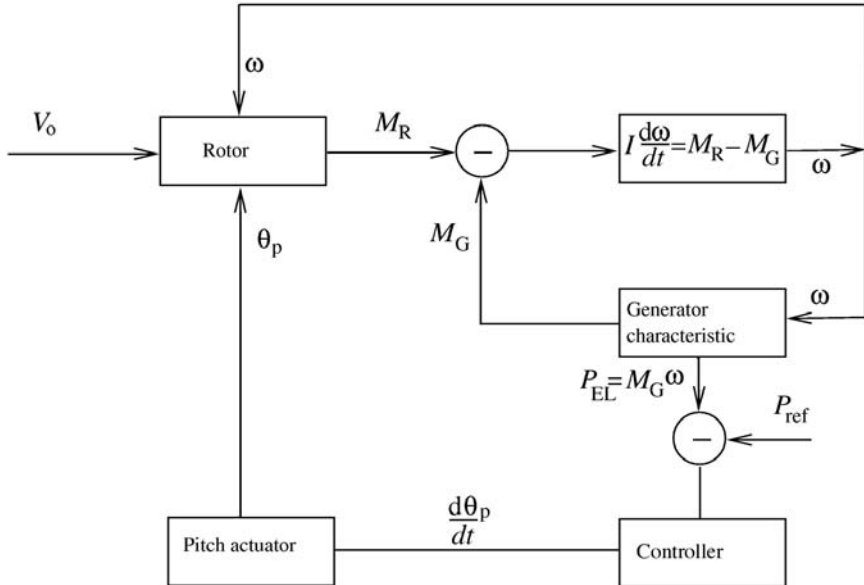 ω
V₀
Rotor
M_R
−
I dω/dt = M_R − M_G
ω
θ_p
M_G
Generator
characteristic
ω
P_EL = M_G ω
−
P_ref
Pitch actuator
dθ_p/dt
Controller